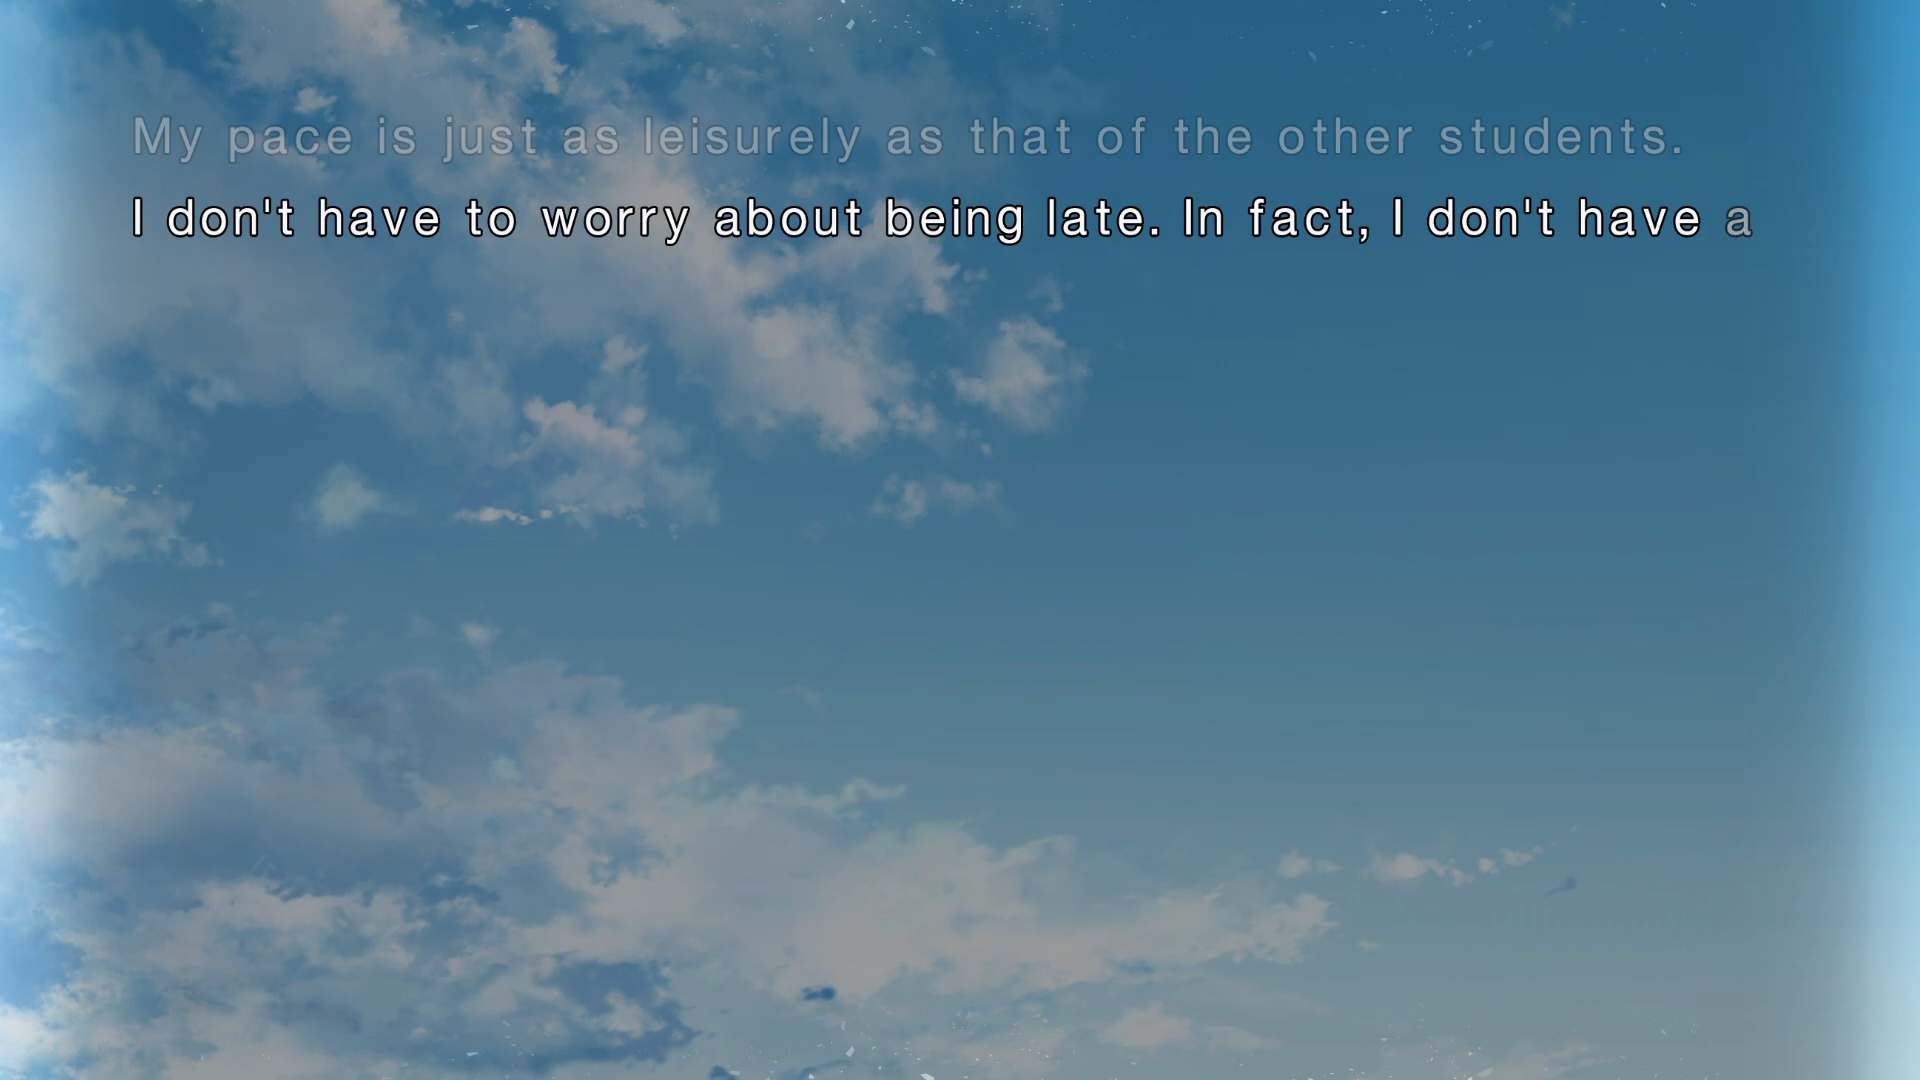 My pace is just as leisurely as that of the other students.
I don't have to worry about being late. In fact, I don't have a